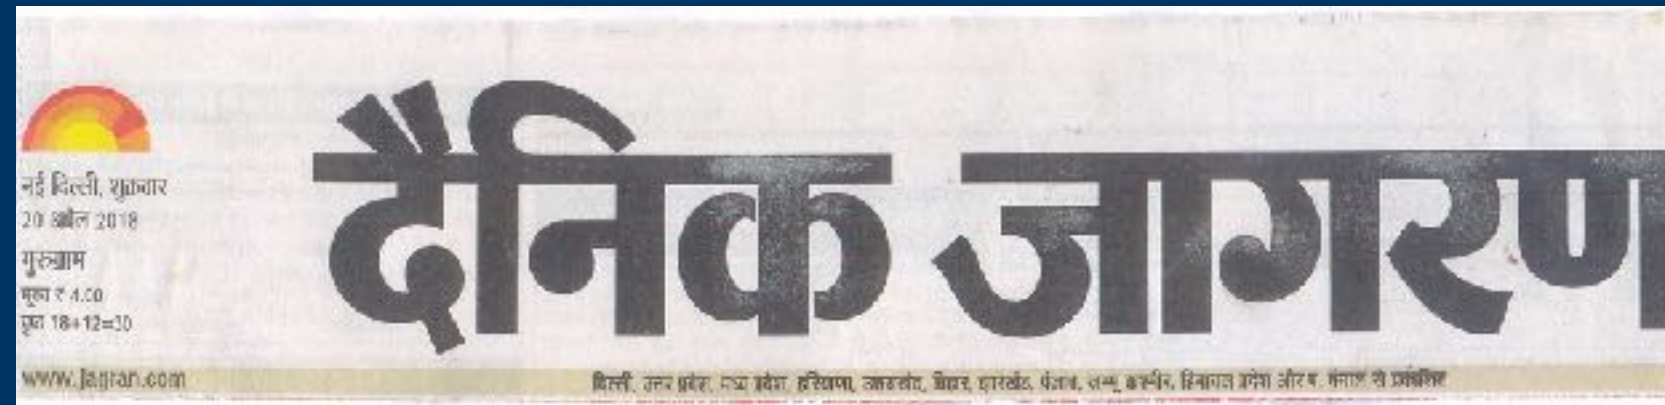 दैनिक जागरण
नई दिल्ली, शुक्रवार
20 अप्रैल 2018
गुरुग्राम
मूल्य ₹ 4.00
पृष्ठ 18+12=30
www.jagran.com
दिल्ली, उत्तर प्रदेश, मध्य प्रदेश, हरियाणा, उत्तराखंड, बिहार, झारखंड, पंजाब, जम्मू कश्मीर, हिमाचल प्रदेश और प. बंगाल से प्रकाशित